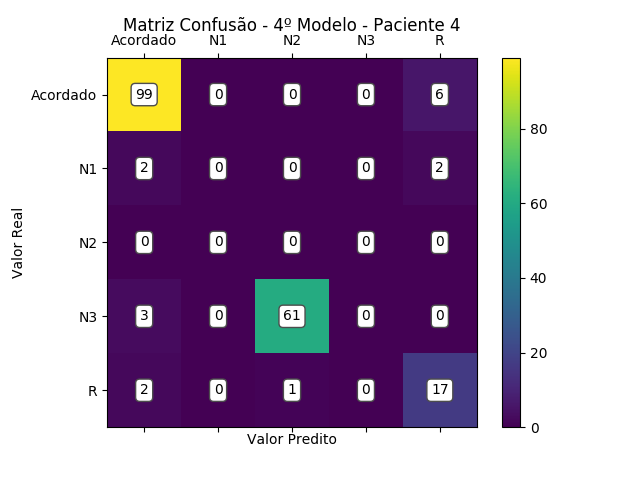 Matriz Confusão - 4º Modelo - Paciente 4
Acordado N1 N2 N3 R
Acordado 99 0 0 0 6
N1 2 0 0 0 2
N2 0 0 0 0 0
N3 3 0 61 0 0
R 2 0 1 0 17
Valor Real
Valor Predito
80
60
40
20
0